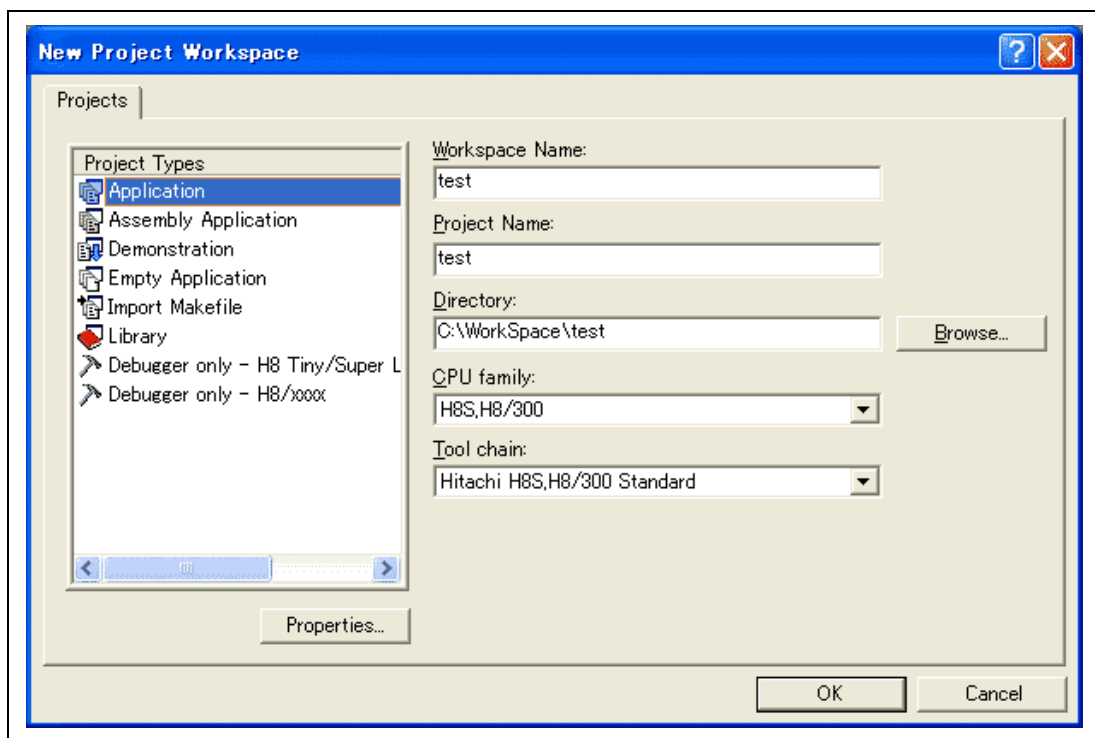 New Project Workspace
Projects
Project Types
Application
Assembly Application
Demonstration
Empty Application
Import Makefile
Library
Debugger only - H8 Tiny/Super L
Debugger only - H8/xxxx
Properties...
Workspace Name:
test
Project Name:
test
Directory:
C:\WorkSpace\test
Browse...
CPU family:
H8S,H8/300
Tool chain:
Hitachi H8S,H8/300 Standard
OK
Cancel